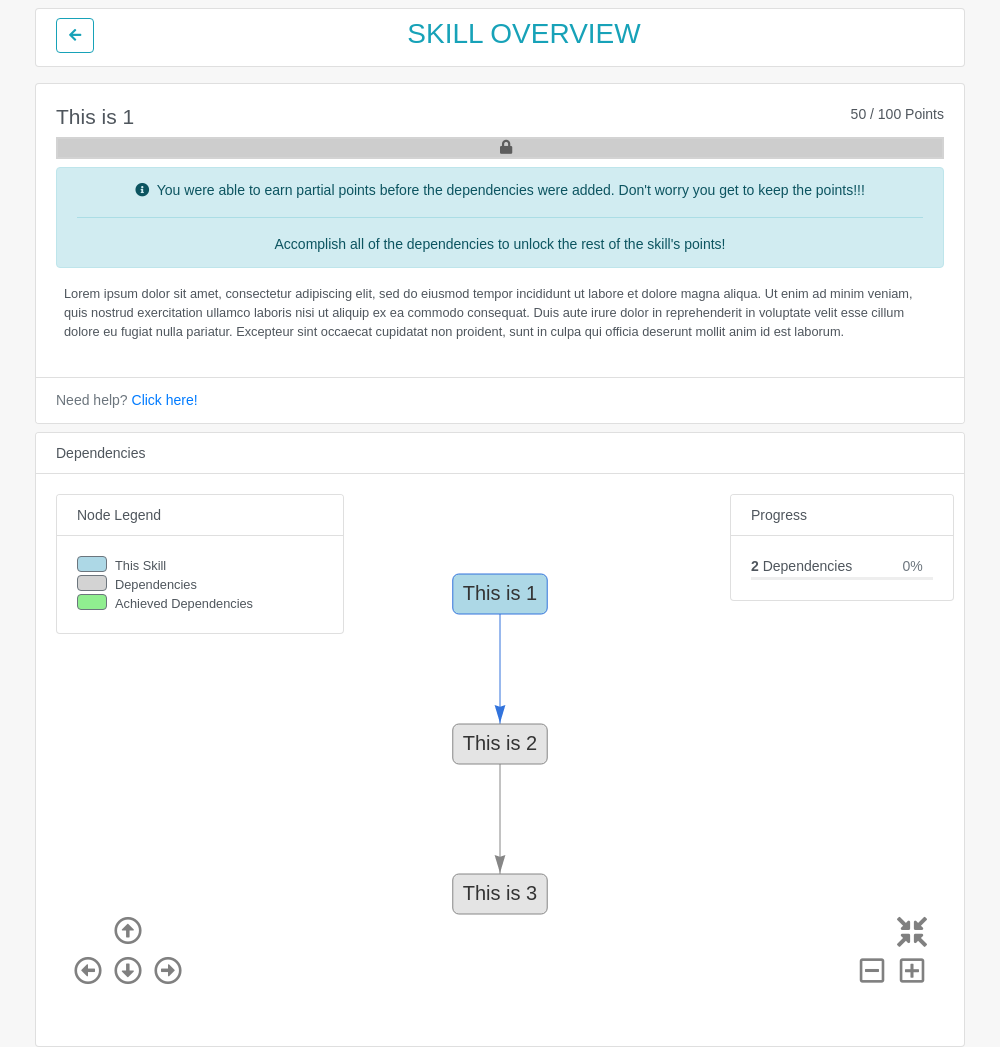 SKILL OVERVIEW
This is 1
50 / 100 Points
You were able to earn partial points before the dependencies were added. Don't worry you get to keep the points!!!
Accomplish all of the dependencies to unlock the rest of the skill's points!
Lorem ipsum dolor sit amet, consectetur adipiscing elit, sed do eiusmod tempor incididunt ut labore et dolore magna aliqua. Ut enim ad minim veniam,
quis nostrud exercitation ullamco laboris nisi ut aliquip ex ea commodo consequat. Duis aute irure dolor in reprehenderit in voluptate velit esse cillum
dolore eu fugiat nulla pariatur. Excepteur sint occaecat cupidatat non proident, sunt in culpa qui officia deserunt mollit anim id est laborum.
Need help? Click here!
Dependencies
Node Legend
This Skill
Dependencies
Achieved Dependencies
Progress
2 Dependencies 0%
This is 1
This is 2
This is 3